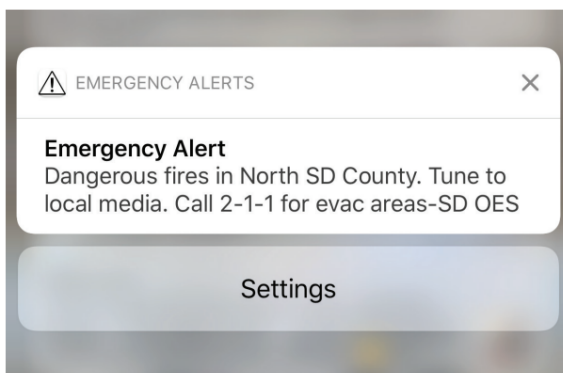 EMERGENCY ALERTS
Emergency Alert
Dangerous fires in North SD County. Tune to
local media. Call 2-1-1 for evac areas-SD OES
Settings